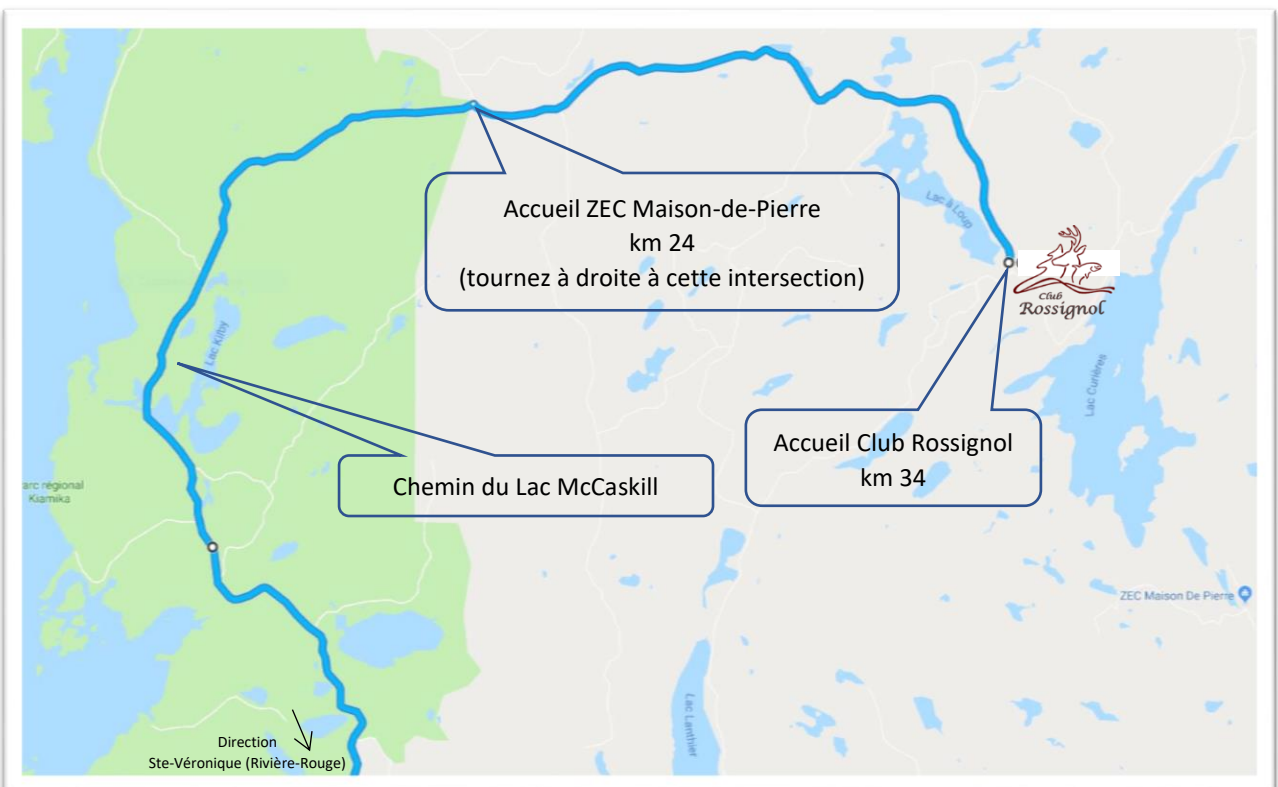 Accueil ZEC Maison-de-Pierre
km 24
(tournez à droite à cette intersection)
Lac à Loup
Club
Rossignol
Lac Kilby
Lac Curières
Accueil Club Rossignol
km 34
Chemin du Lac McCaskill
arc régional
Kiamika
ZEC Maison De Pierre
Lac Lanthier
Direction
Ste-Véronique (Rivière-Rouge)